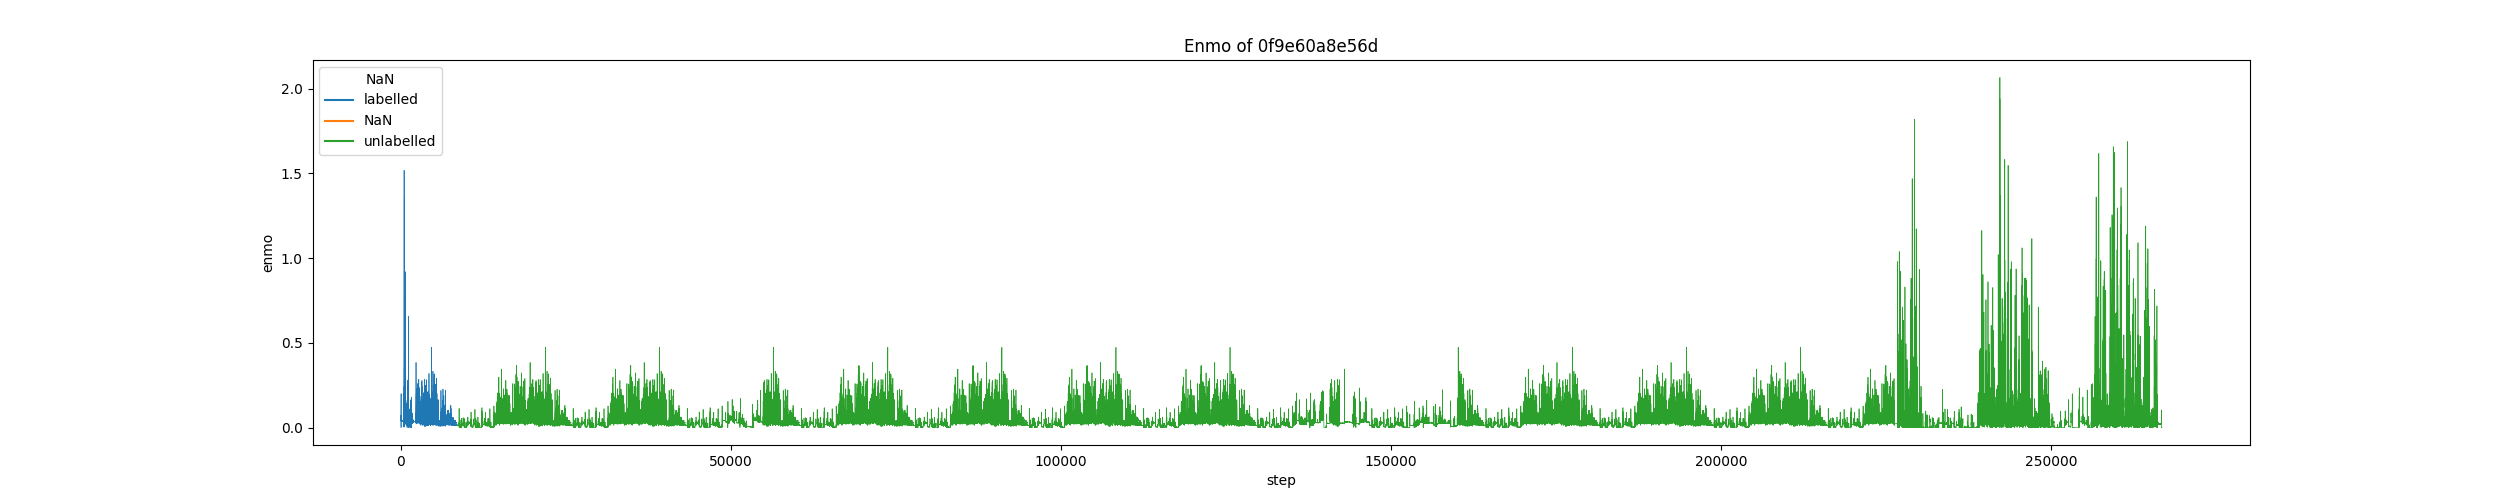 Enmo of 0f9e60a8e56d
NaN
labelled
NaN
unlabelled
2.0
1.5
1.0
0.5
0.0
enmo
0 50000 100000 150000 200000 250000
step